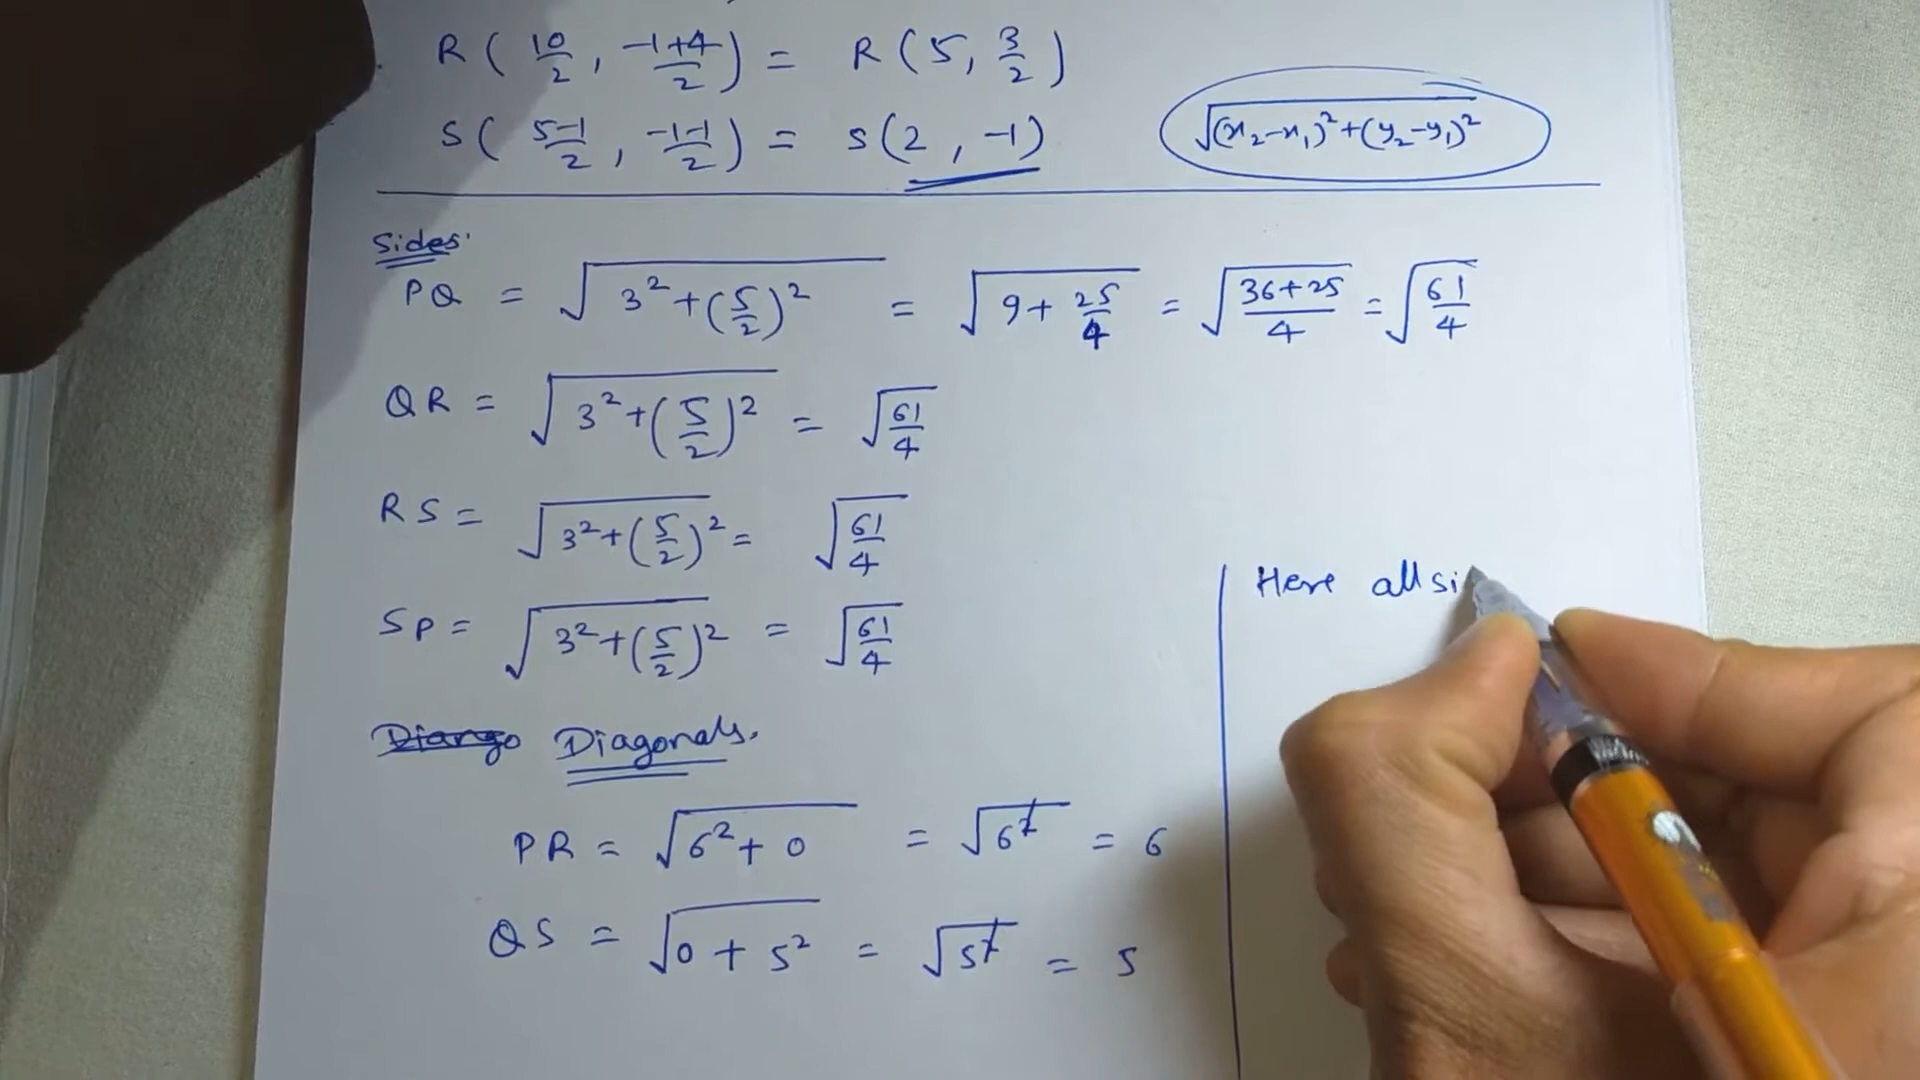 R ( 10/2 , -1+4/2 ) = R ( 5 , 3/2 )
S ( 5-1/2 , -1-1/2 ) = S ( 2 , -1 )
√(x₂-x₁)²+(y₂-y₁)²
Sides:
PQ = √3²+(5/2)² = √9+25/4 = √36+25/4 = √61/4
QR = √3²+(5/2)² = √61/4
RS = √3²+(5/2)² = √61/4
SP = √3²+(5/2)² = √61/4
Diango Diagonals.
PR = √6²+0 = √6² = 6
QS = √0+5² = √5² = 5
Here all si